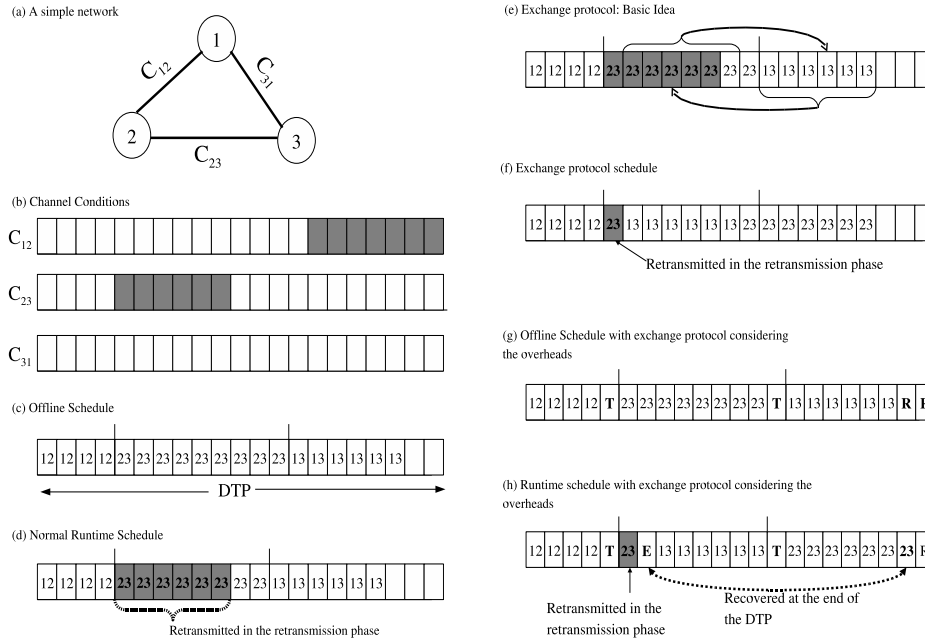 (a) A simple network
1
C12
C31
2
3
C23
(b) Channel Conditions
C12
C23
C31
(c) Offline Schedule
12 12 12 12 23 23 23 23 23 23 23 23 23 13 13 13 13 13 13
DTP
(d) Normal Runtime Schedule
12 12 12 12 23 23 23 23 23 23 23 23 13 13 13 13 13 13
Retransmitted in the retransmission phase
(e) Exchange protocol: Basic Idea
12 12 12 12 23 23 23 23 23 23 23 23 13 13 13 13 13 13
(f) Exchange protocol schedule
12 12 12 12 23 13 13 13 13 13 13 23 23 23 23 23 23 23
Retransmitted in the retransmission phase
(g) Offline Schedule with exchange protocol considering
the overheads
12 12 12 12 T 23 23 23 23 23 23 23 23 T 13 13 13 13 13 13 R
(h) Runtime schedule with exchange protocol considering the
overheads
12 12 12 12 T 23 E 13 13 13 13 13 13 T 23 23 23 23 23 23 23
Retransmitted in the
retransmission phase
Recovered at the end of
the DTP